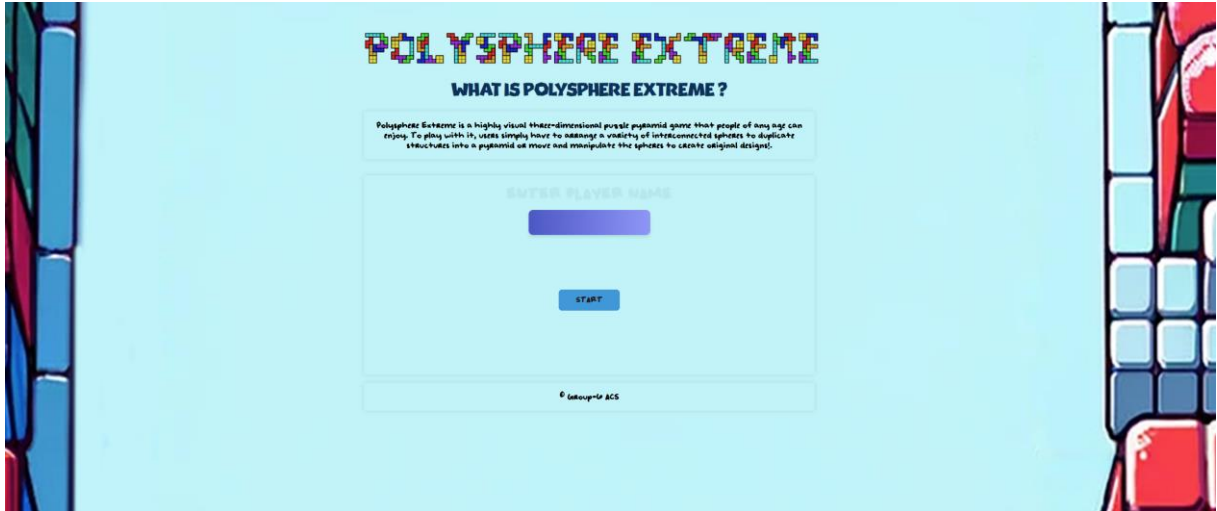 POLYSPHERE EXTREME
WHAT IS POLYSPHERE EXTREME ?
Polysphere Extreme is a highly visual three-dimensional puzzle pyramid game that people of any age can
enjoy. To play with it, users simply have to arrange a variety of interconnected spheres to duplicate
structures into a pyramid or move and manipulate the spheres to create original designs!.
ENTER PLAYER NAME
START
© Group-G ACS